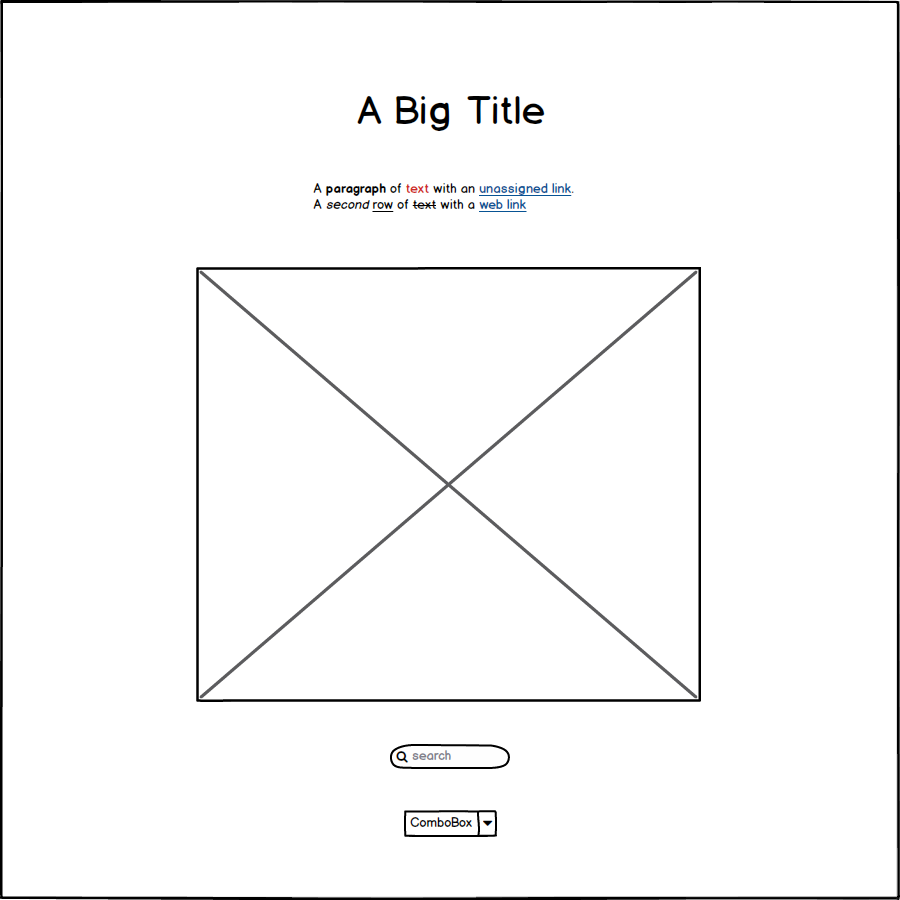 A Big Title
A paragraph of text with an unassigned link.
A second row of text with a web link
search
ComboBox